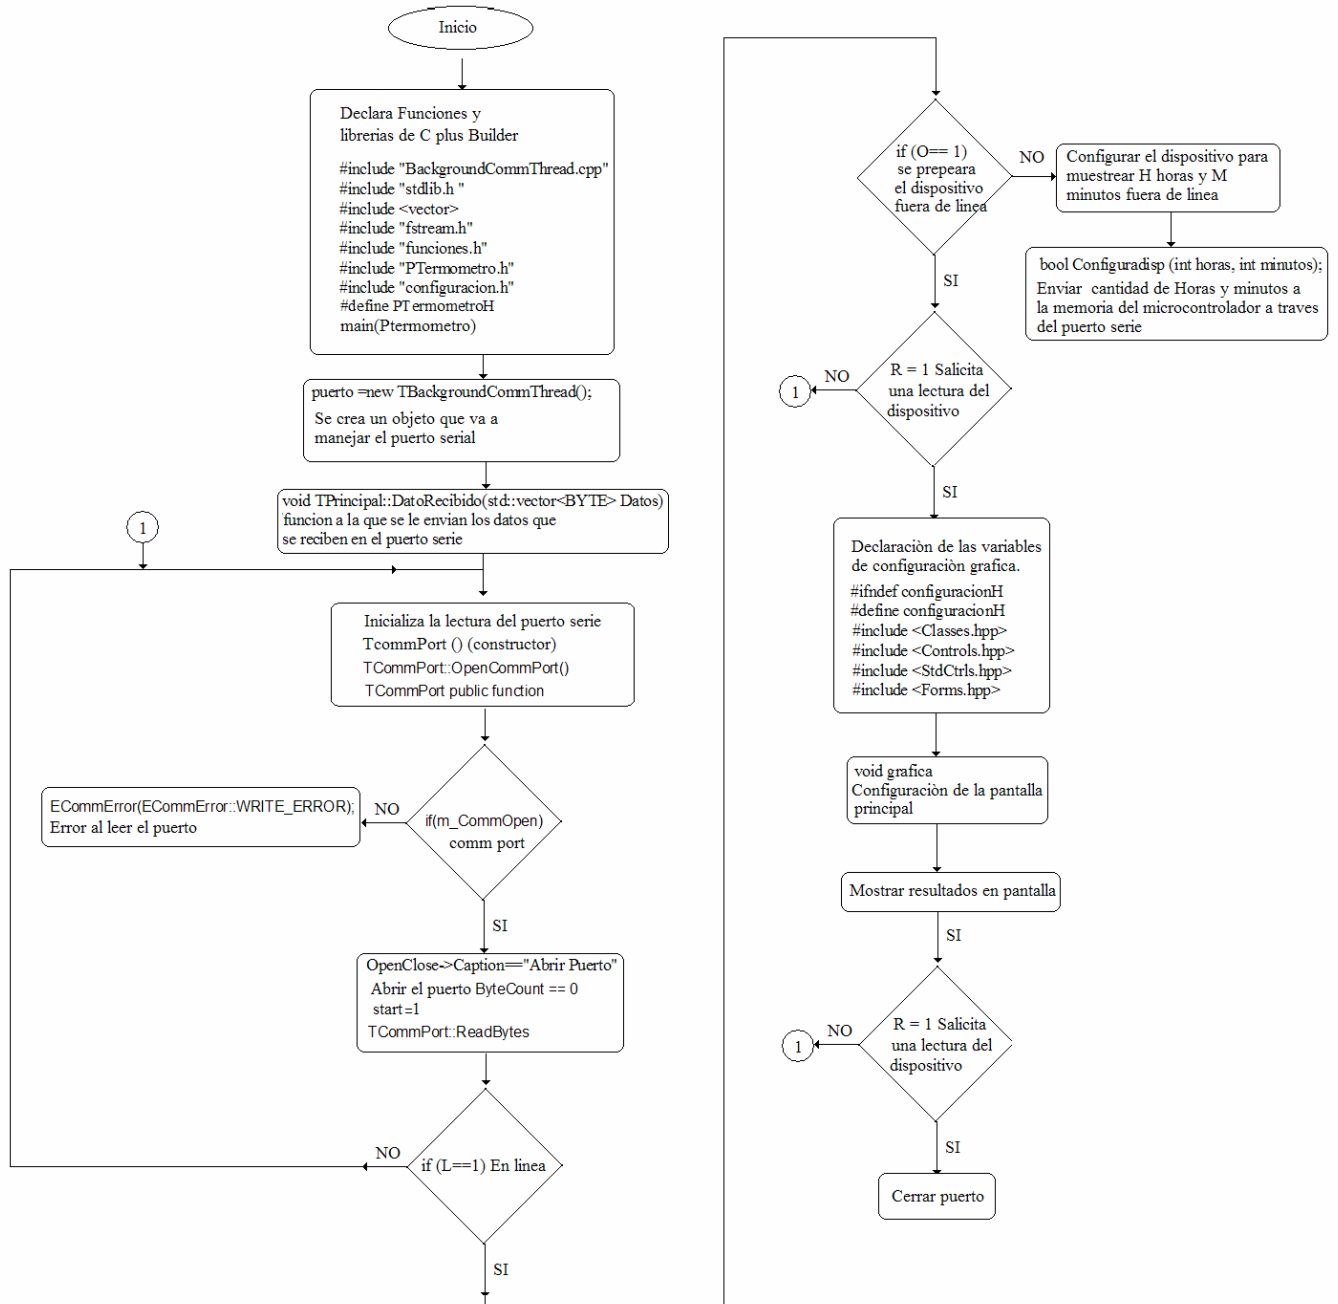 Inicio
Declara Funciones y
librerias de C plus Builder
#include "BackgroundCommThread.cpp"
#include "stdlib.h "
#include <vector>
#include "fstream.h"
#include "funciones.h"
#include "PTermometro.h"
#include "configuracion.h"
#define PTermometroH
main(Ptermometro)
puerto =new TBackgroundCommThread();
Se crea un objeto que va a
manejar el puerto serial
void TPrincipal::DatoRecibido(std::vector<BYTE> Datos)
funcion a la que se le envian los datos que
se reciben en el puerto serie
1
Inicializa la lectura del puerto serie
TcommPort () (constructor)
TCommPort::OpenCommPort()
TCommPort public function
if(m_CommOpen)
comm port
NO
ECommError(ECommError::WRITE_ERROR);
Error al leer el puerto
SI
OpenClose->Caption=="Abrir Puerto"
Abrir el puerto ByteCount == 0
start=1
TCommPort::ReadBytes
NO
if (L==1) En linea
SI
if (O== 1)
se prepeara
el dispositivo
fuera de linea
NO
Configurar el dispositivo para
muestrear H horas y M
minutos fuera de linea
bool Configuradisp (int horas, int minutos);
Enviar cantidad de Horas y minutos a
la memoria del microcontrolador a traves
del puerto serie
SI
R = 1 Salicita
una lectura del
dispositivo
NO
1
SI
Declaraciòn de las variables
de configuraciòn grafica.
#ifndef configuracionH
#define configuracionH
#include <Classes.hpp>
#include <Controls.hpp>
#include <StdCtrls.hpp>
#include <Forms.hpp>
void grafica
Configuraciòn de la pantalla
principal
Mostrar resultados en pantalla
SI
R = 1 Salicita
una lectura del
dispositivo
NO
1
SI
Cerrar puerto